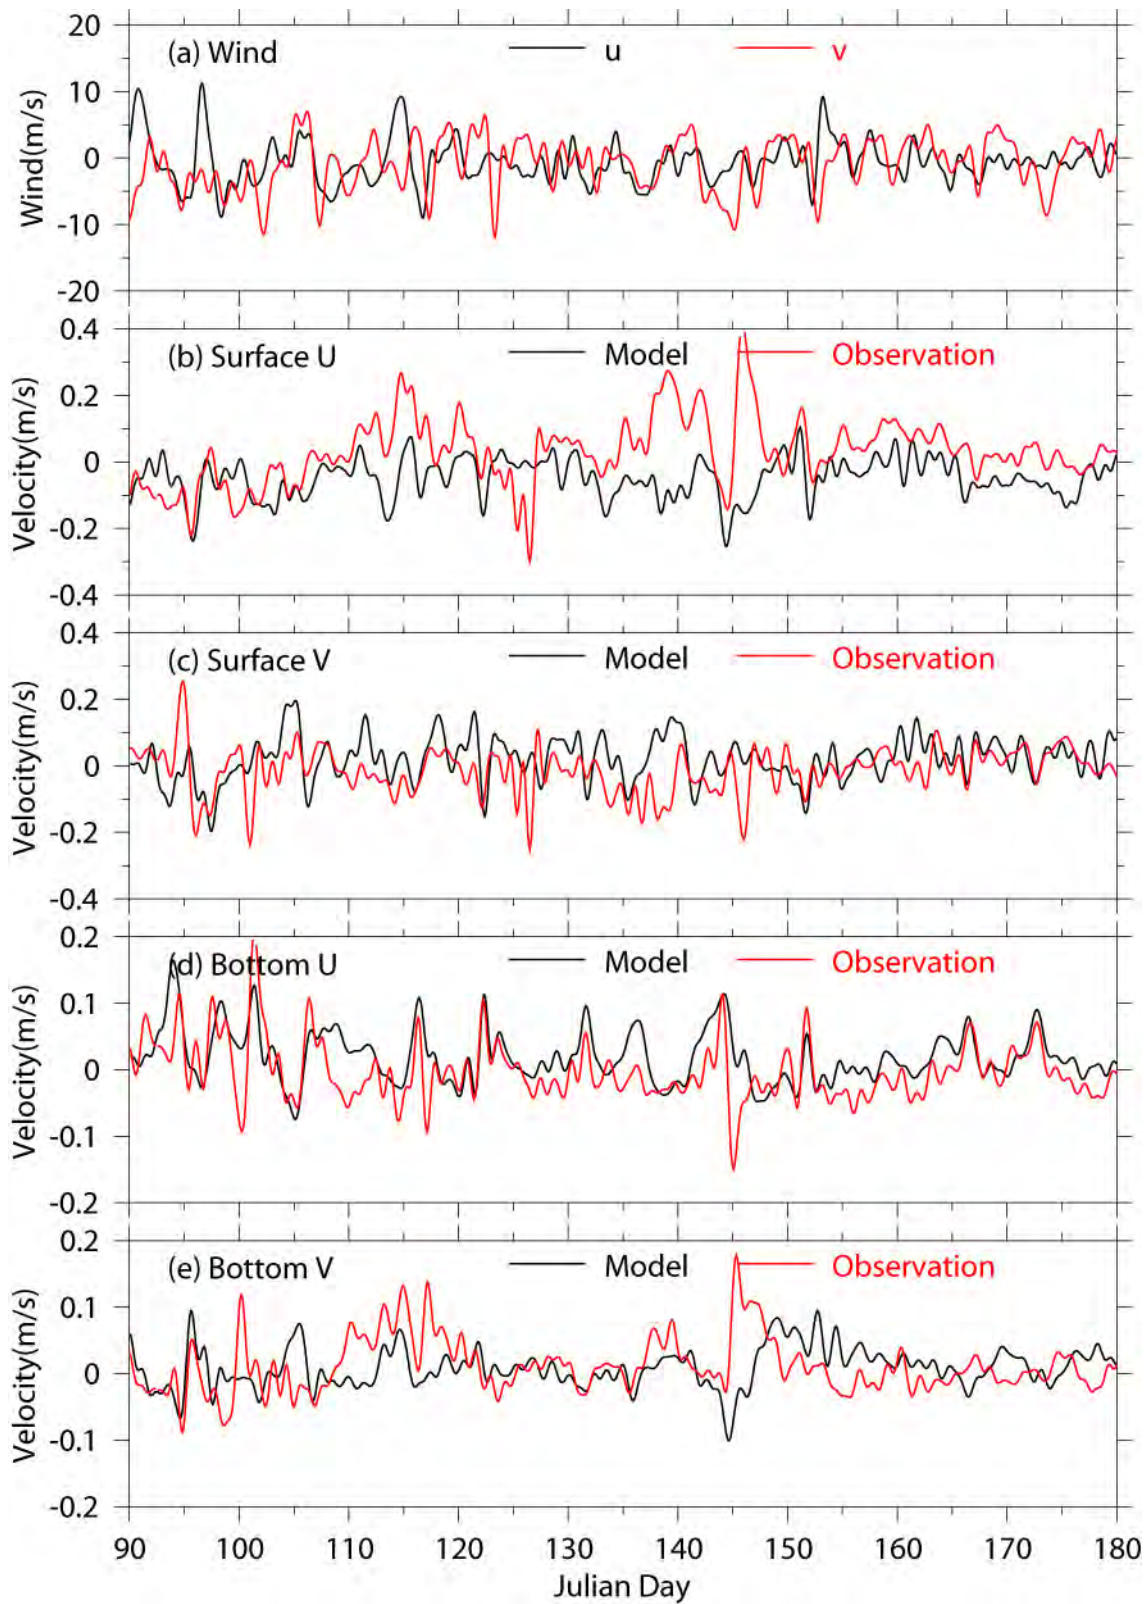 (a) Wind u v
20
10
0
-10
-20
Wind(m/s)
(b) Surface U Model Observation
0.4
0.2
0
-0.2
-0.4
Velocity(m/s)
(c) Surface V Model Observation
0.4
0.2
0
-0.2
-0.4
Velocity(m/s)
(d) Bottom U Model Observation
0.2
0.1
0
-0.1
-0.2
Velocity(m/s)
(e) Bottom V Model Observation
0.2
0.1
0
-0.1
-0.2
Velocity(m/s)
90 100 110 120 130 140 150 160 170 180
Julian Day